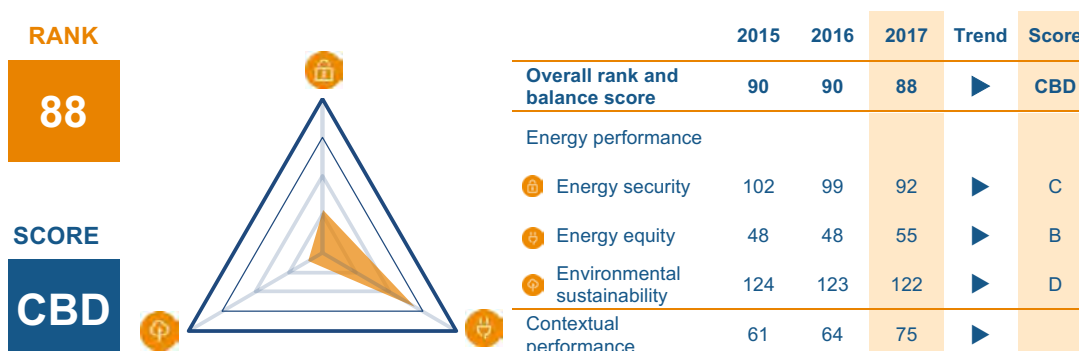 RANK
88
SCORE
CBD
2015 2016 2017 Trend Score
Overall rank and
balance score 90 90 88 CBD
Energy performance
Energy security 102 99 92 C
Energy equity 48 48 55 B
Environmental
sustainability 124 123 122 D
Contextual
performance 61 64 75